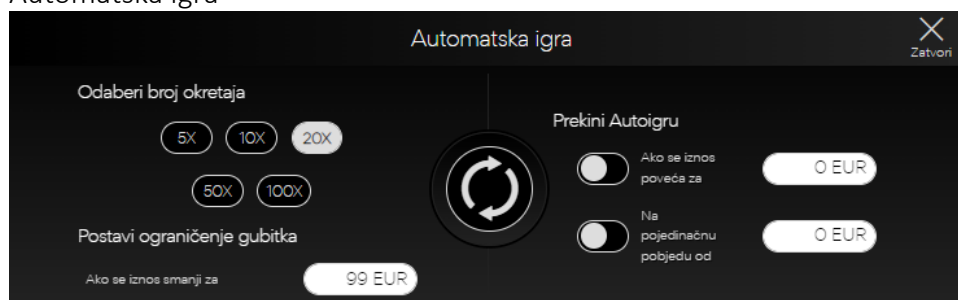 Automatska igra
Automatska igra
Zatvori
Odaberi broj okretaja
5X 10X 20X
50X 100X
Postavi ograničenje gubitka
Ako se iznos smanji za 99 EUR
Prekini Autoigru
Ako se iznos
poveća za
0 EUR
Na
pojedinačnu
pobjedu od
0 EUR